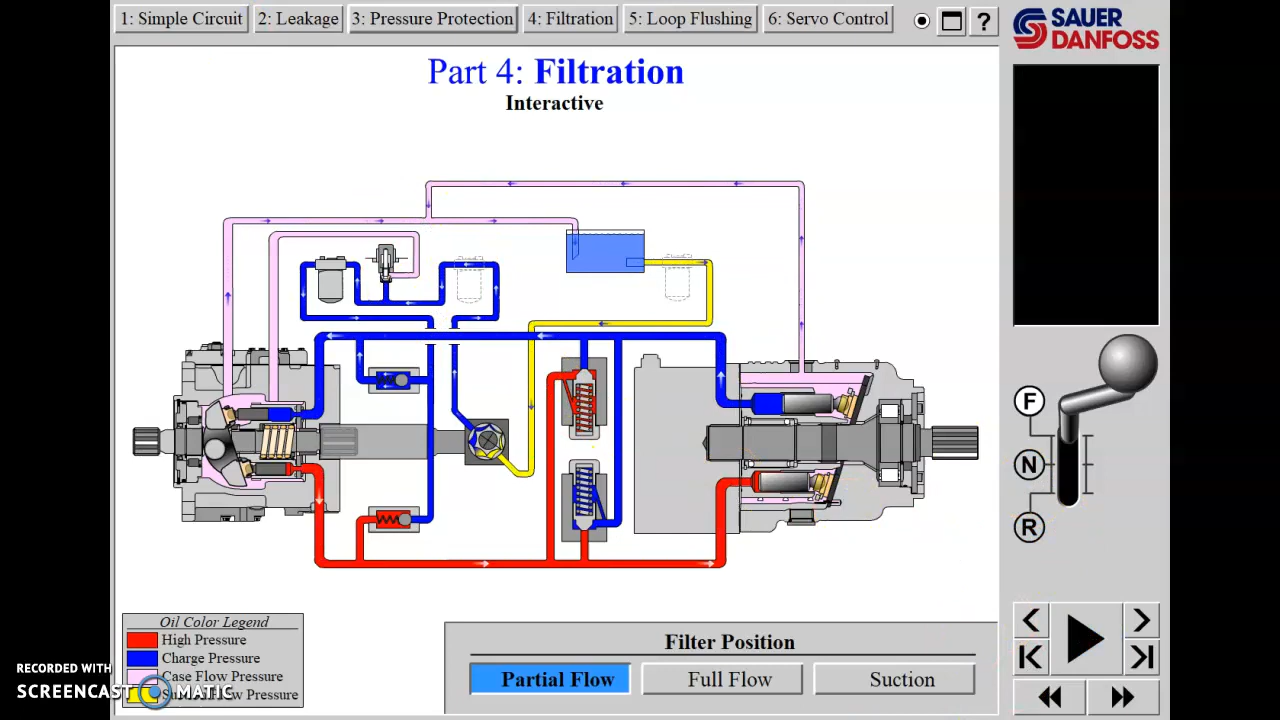 1: Simple Circuit
2: Leakage
3: Pressure Protection
4: Filtration
5: Loop Flushing
6: Servo Control
?
SAUER
DANFOSS
Part 4: Filtration
Interactive
F
N
R
Oil Color Legend
High Pressure
Charge Pressure
Case Flow Pressure
Flow Pressure
Filter Position
Partial Flow
Full Flow
Suction
RECORDED WITH
SCREENCAST MATIC